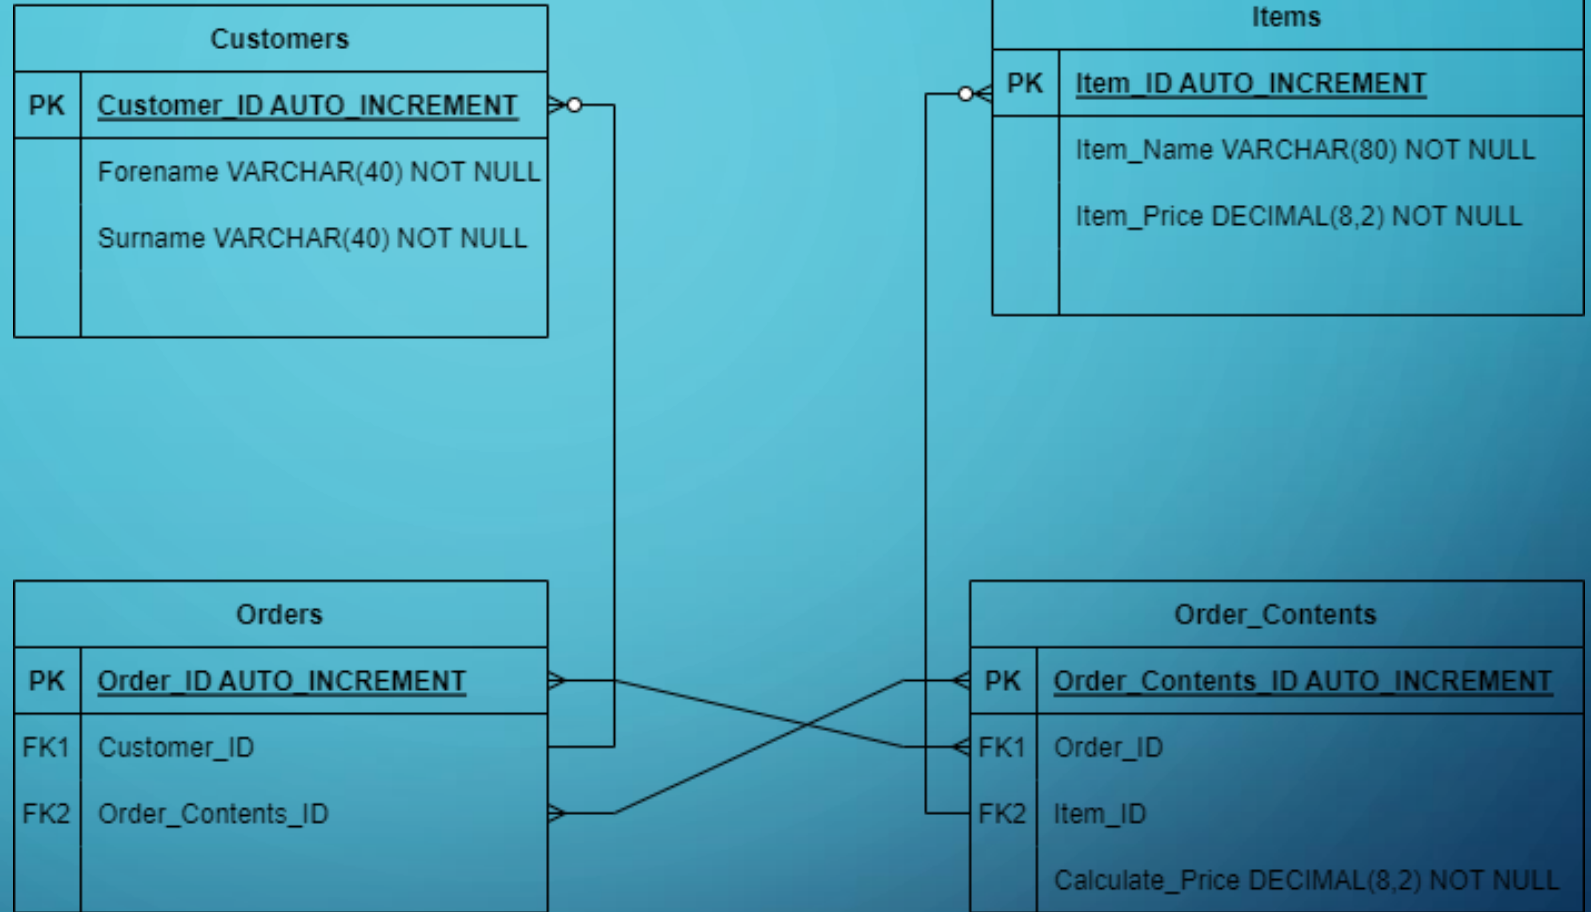 Customers
PK Customer_ID AUTO_INCREMENT
Forename VARCHAR(40) NOT NULL
Surname VARCHAR(40) NOT NULL
Items
PK Item_ID AUTO_INCREMENT
Item_Name VARCHAR(80) NOT NULL
Item_Price DECIMAL(8,2) NOT NULL
Orders
PK Order_ID AUTO_INCREMENT
FK1 Customer_ID
FK2 Order_Contents_ID
Order_Contents
PK Order_Contents_ID AUTO_INCREMENT
FK1 Order_ID
FK2 Item_ID
Calculate_Price DECIMAL(8,2) NOT NULL